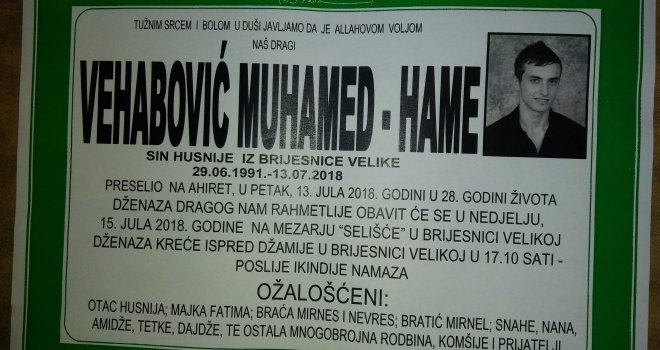 TUŽNIM SRCEM I BOLOM U DUŠI JAVLJAMO DA JE ALLAHOVOM VOLJOM
NAŠ DRAGI
VEHABOVIĆ MUHAMED - HAME
SIN HUSNIJE IZ BRIJESNICE VELIKE
29.06.1991.-13.07.2018
PRESELIO NA AHIRET, U PETAK, 13. JULA 2018. GODINI U 28. GODINI ŽIVOTA
DŽENAZA DRAGOG NAM RAHMETLIJE OBAVIT ĆE SE U NEDJELJU,
15. JULA 2018. GODINE NA MEZARJU “SELIŠĆE” U BRIJESNICI VELIKOJ
DŽENAZA KREĆE ISPRED DŽAMIJE U BRIJESNICI VELIKOJ U 17.10 SATI -
POSLIJE IKINDIJE NAMAZA
OŽALOŠĆENI:
OTAC HUSNIJA; MAJKA FATIMA; BRAĆA MIRNES I NEVRES; BRATIĆ MIRNEL; SNAHE, NANA,
AMIDŽE, TETKE, DAJDŽE, TE OSTALA MNOGOBROJNA RODBINA, KOMŠIJE I PRIJATELJI